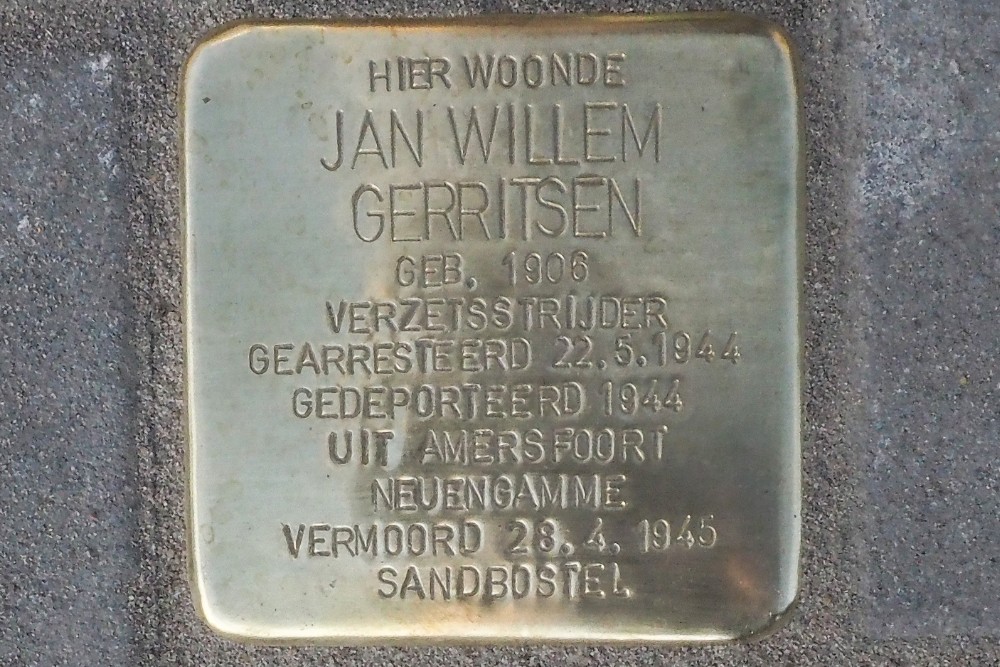 HIER WOONDE
JAN WILLEM
GERRITSEN
GEB. 1906
VERZETSSTRIJDER
GEARRESTEERD 22.5.1944
GEDEPORTEERD 1944
UIT AMERSFOORT
NEUENGAMME
VERMOORD 28.4.1945
SANDBOSTEL